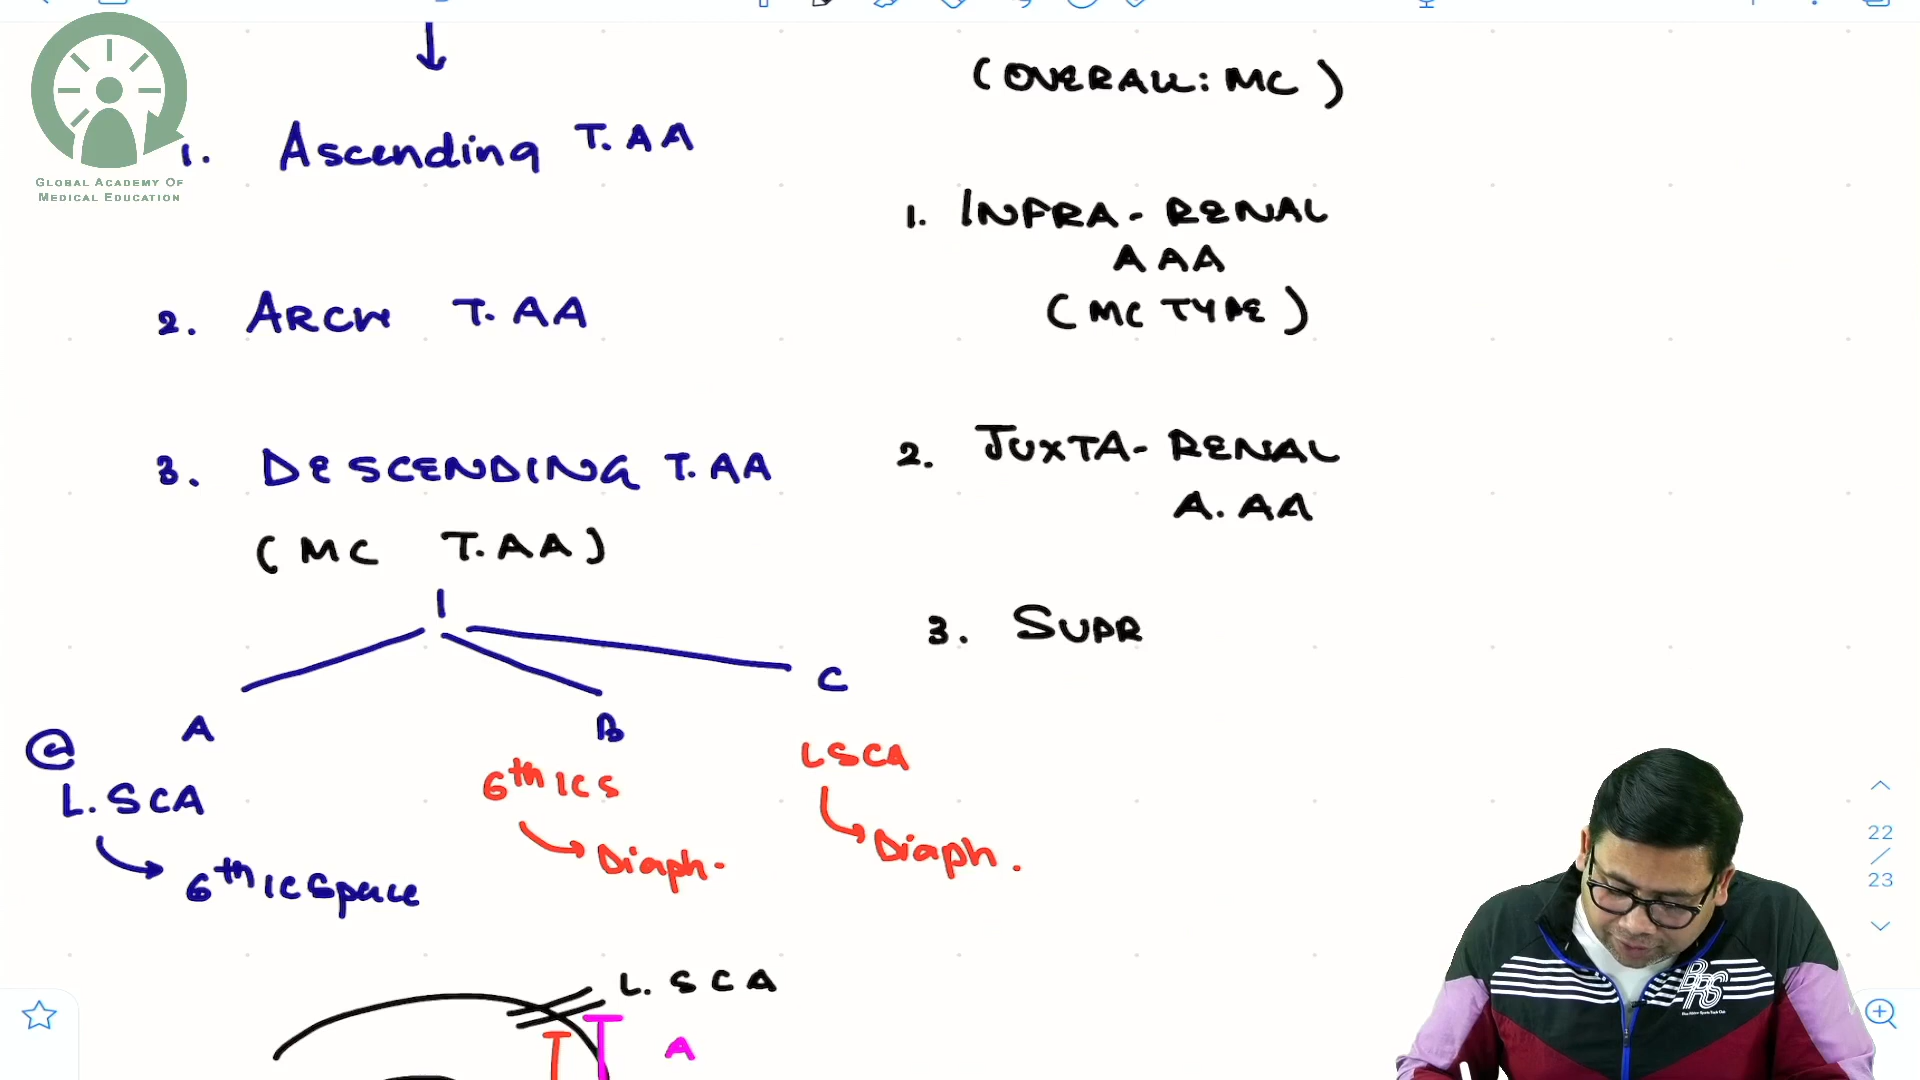 GLOBAL ACADEMY OF
MEDICAL EDUCATION
1. Ascending T.AA
2. ARCH T.AA
3. DESCENDING T.AA
(MC T.AA)
A
@
L.SCA
6th IC Space
B
6th ICS
Diaph.
C
LSCA
Diaph.
L. SCA
A
(OVERALL: MC)
1. INFRA-RENAL
AAA
(MC TYPE)
2. JUXTA-RENAL
A.AA
3. SUPR
22
/
23